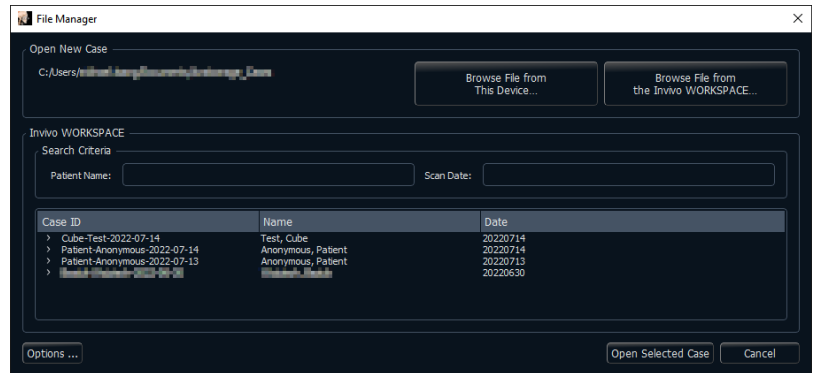 File Manager
Open New Case
C:/Users/
Browse File from
This Device...
Browse File from
the Invivo WORKSPACE...
Invivo WORKSPACE
Search Criteria
Patient Name:
Scan Date:
Case ID Name Date
Cube-Test-2022-07-14 Test, Cube 20220714
Patient-Anonymous-2022-07-14 Anonymous, Patient 20220714
Patient-Anonymous-2022-07-13 Anonymous, Patient 20220713
20220630
Options ...
Open Selected Case
Cancel